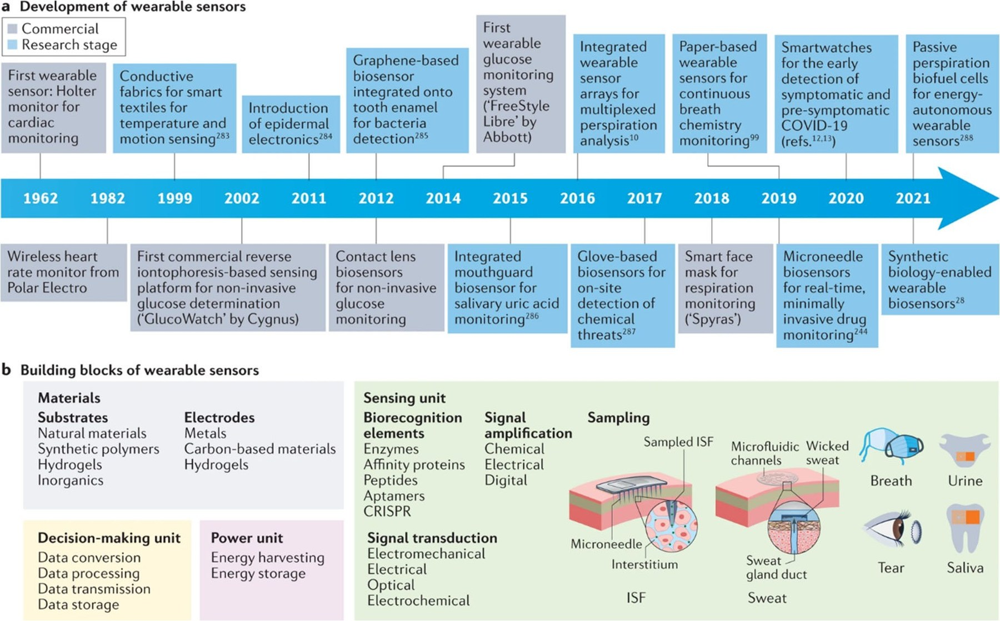 a Development of wearable sensors
Commercial
Research stage
First wearable
sensor: Holter
monitor for
cardiac
monitoring
Conductive
fabrics for smart
textiles for
temperature and
motion sensing283
Introduction
of epidermal
electronics284
Graphene-based
biosensor
integrated onto
tooth enamel
for bacteria
detection285
First
wearable
glucose
monitoring
system
(‘FreeStyle
Libre’ by
Abbott)
Integrated
wearable
sensor
arrays for
multiplexed
perspiration
analysis10
Paper-based
wearable
sensors for
continuous
breath
chemistry
monitoring99
Smartwatches
for the early
detection of
symptomatic and
pre-symptomatic
COVID-19
(refs.12,13)
Passive
perspiration
biofuel cells
for energy-
autonomous
wearable
sensors288
1962 1982 1999 2002 2011 2012 2014 2015 2016 2017 2018 2019 2020 2021
Wireless heart
rate monitor from
Polar Electro
First commercial reverse
iontophoresis-based sensing
platform for non-invasive
glucose determination
(‘GlucoWatch’ by Cygnus)
Contact lens
biosensors
for non-invasive
glucose
monitoring
Integrated
mouthguard
biosensor for
salivary uric acid
monitoring286
Glove-based
biosensors for
on-site
detection of
chemical
threats287
Smart face
mask for
respiration
monitoring
(‘Spyras’)
Microneedle
biosensors
for real-time,
minimally
invasive drug
monitoring244
Synthetic
biology-enabled
wearable
biosensors28
b Building blocks of wearable sensors
Materials
Substrates
Natural materials
Synthetic polymers
Hydrogels
Inorganics
Electrodes
Metals
Carbon-based materials
Hydrogels
Decision-making unit
Data conversion
Data processing
Data transmission
Data storage
Power unit
Energy harvesting
Energy storage
Sensing unit
Biorecognition
elements
Enzymes
Affinity proteins
Peptides
Aptamers
CRISPR
Signal
amplification
Chemical
Electrical
Digital
Signal transduction
Electromechanical
Electrical
Optical
Electrochemical
Sampling
Sampled ISF
Microneedle
Interstitium
ISF
Microfluidic
channels
Wicked
sweat
Sweat
gland duct
Sweat
Breath
Urine
Tear
Saliva